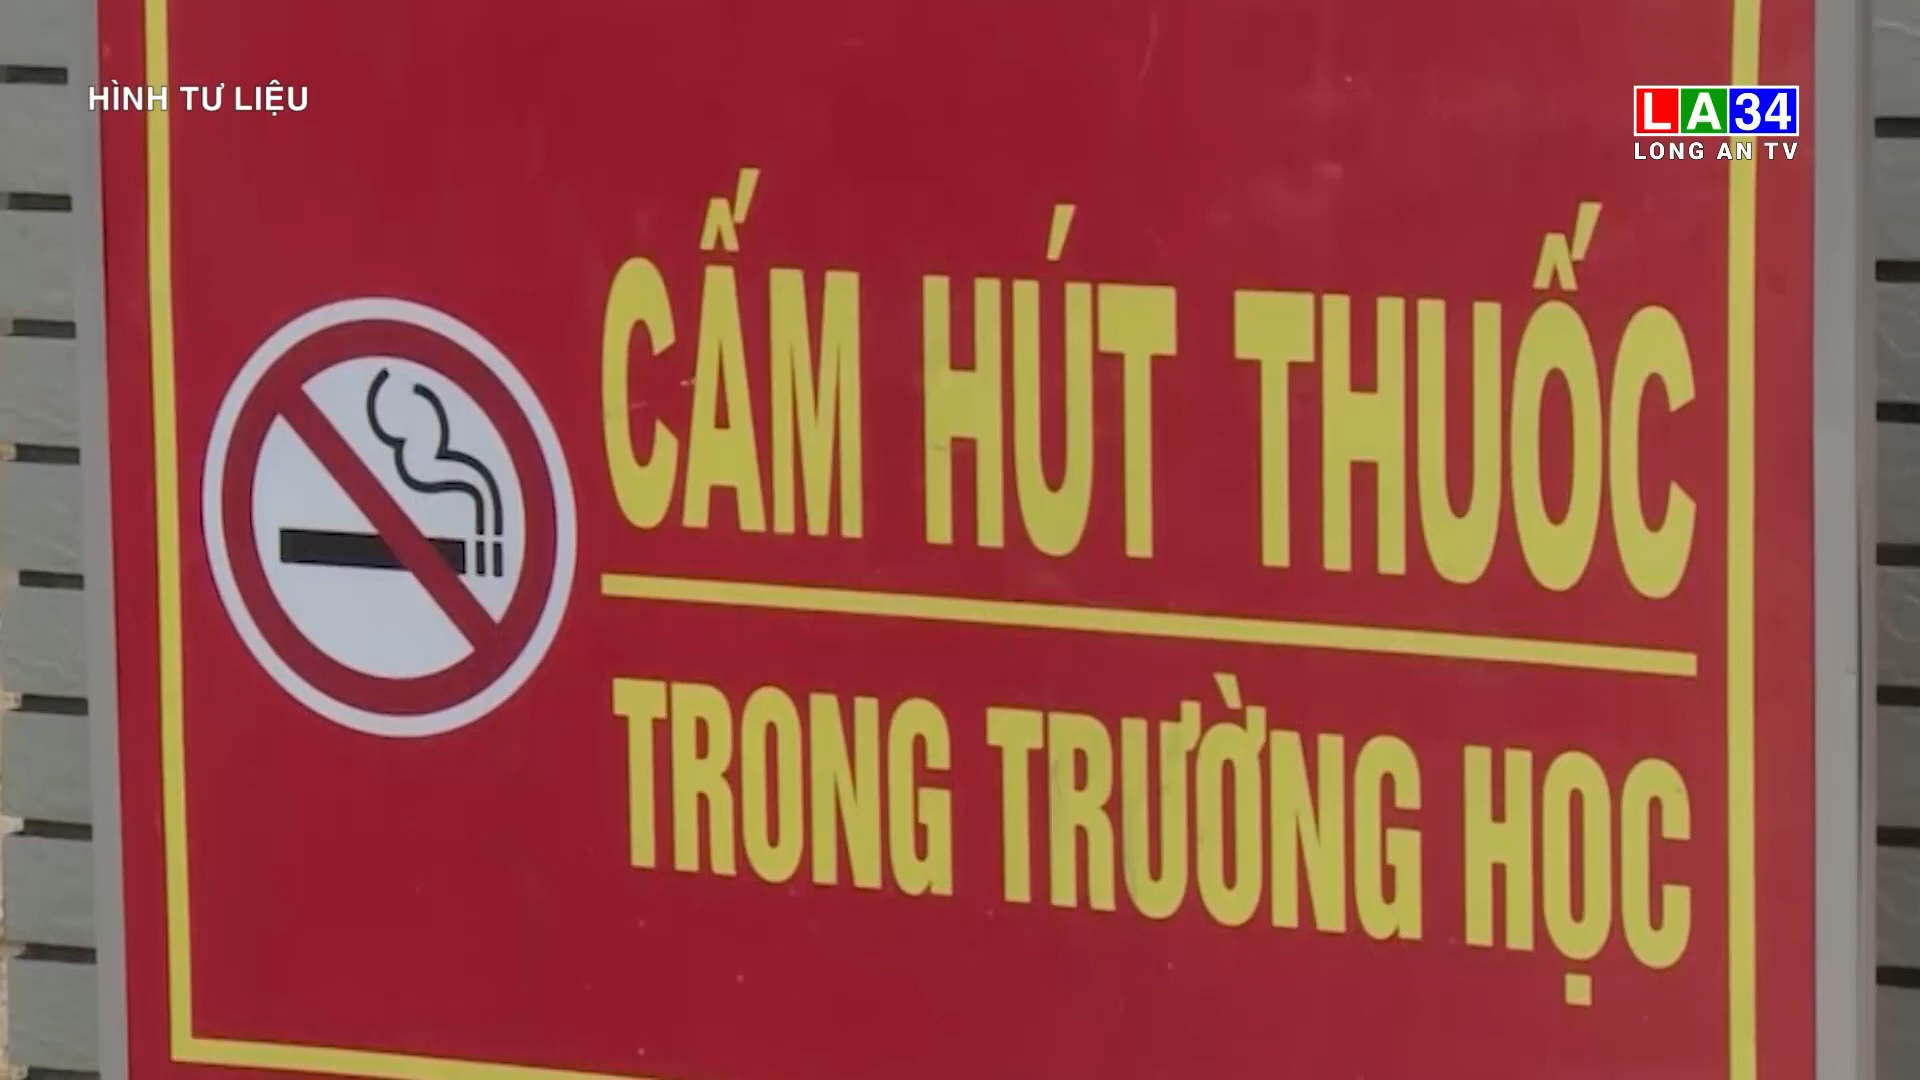 HÌNH TƯ LIỆU
LA34
LONG AN TV
CẤM HÚT THUỐC
TRONG TRƯỜNG HỌC